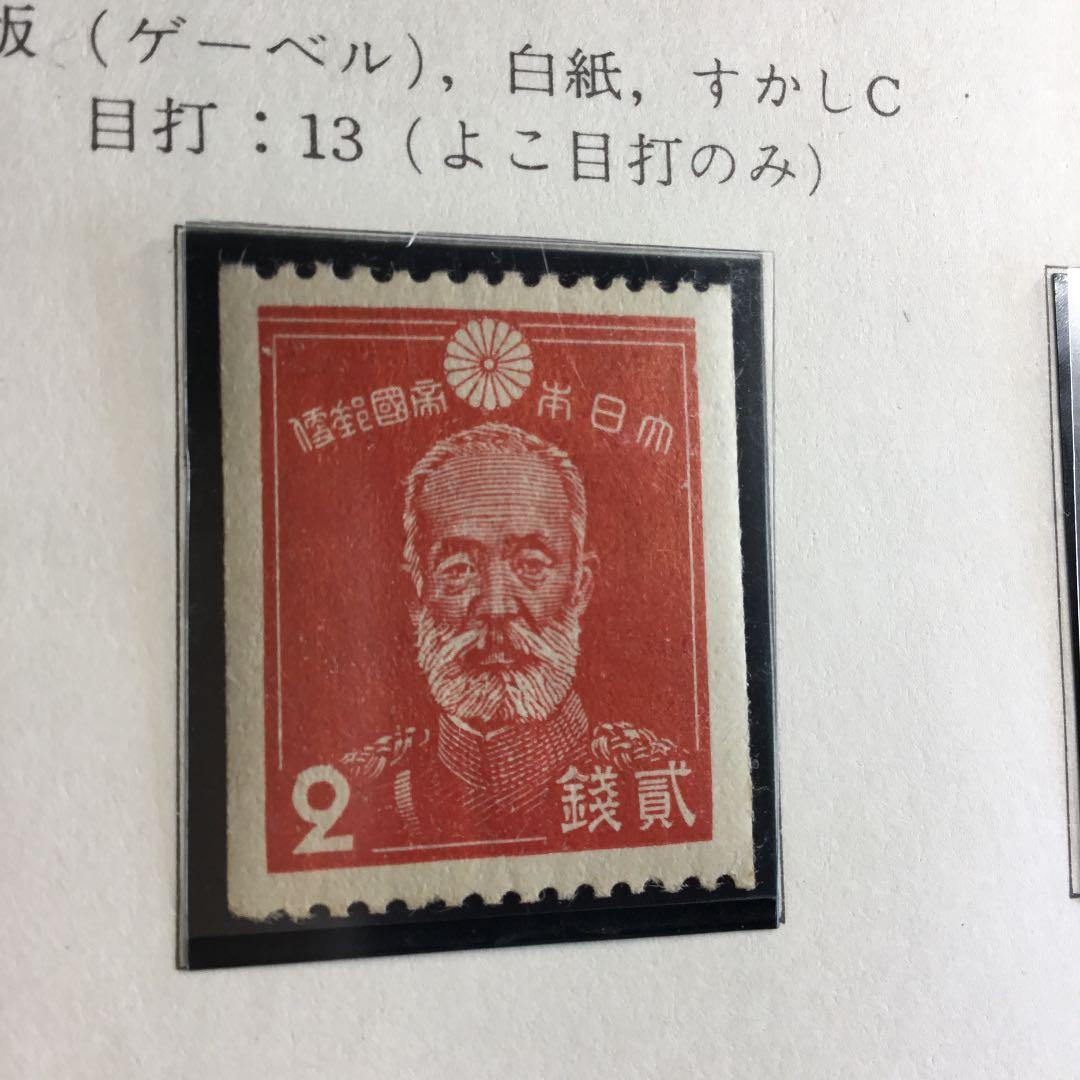 版（ゲーベル），白紙，すかしC
目打：13（よこ目打のみ）
大日本帝國郵便
2
貳錢